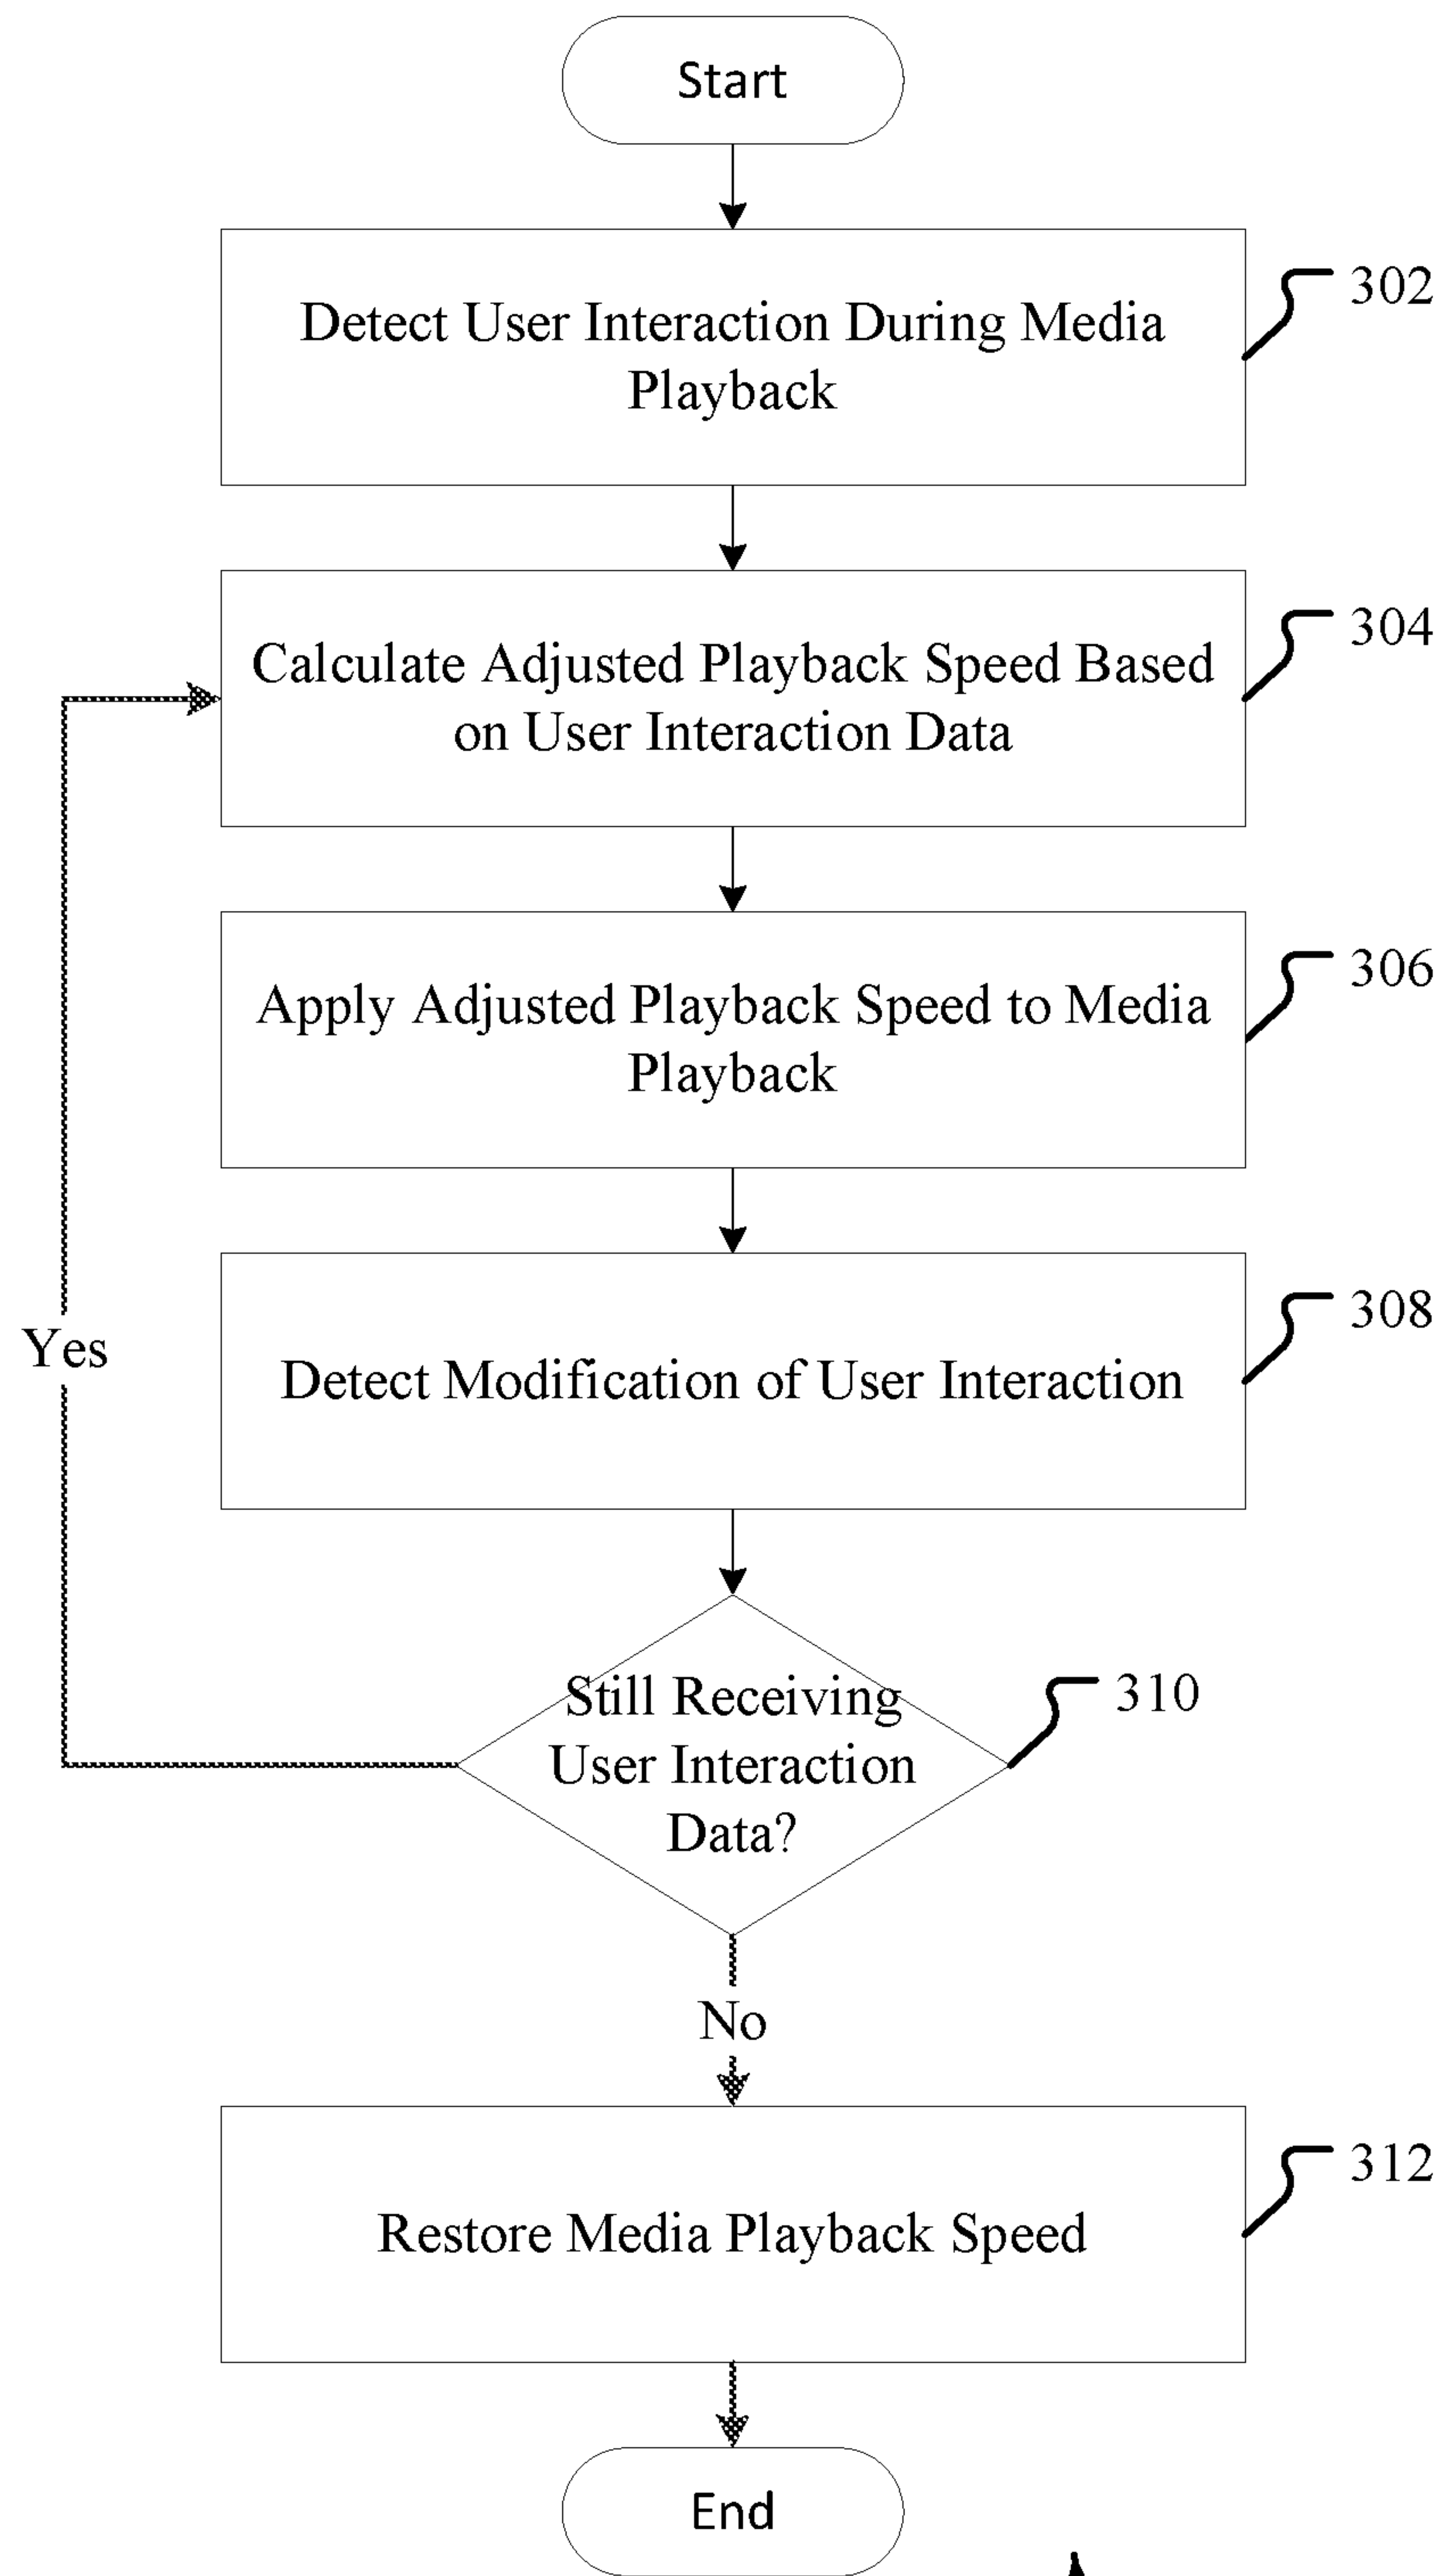 Start
Detect User Interaction During Media
Playback
302
Calculate Adjusted Playback Speed Based
on User Interaction Data
304
Apply Adjusted Playback Speed to Media
Playback
306
Yes
Detect Modification of User Interaction
308
Still Receiving
User Interaction
Data?
310
No
Restore Media Playback Speed
312
End